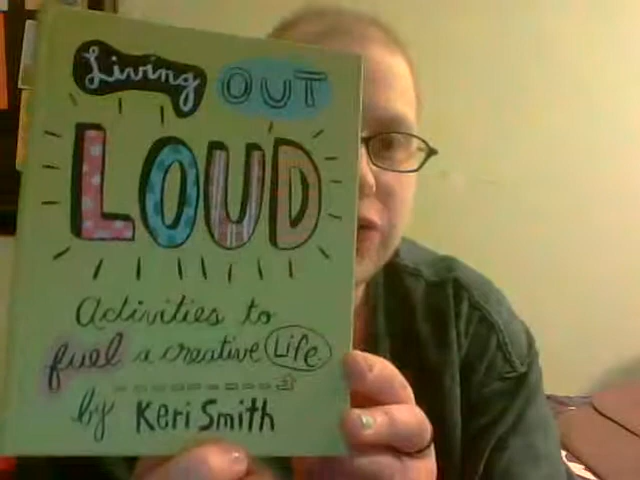 Living OUT
LOUD
Activities to
fuel a creative Life
by Keri Smith